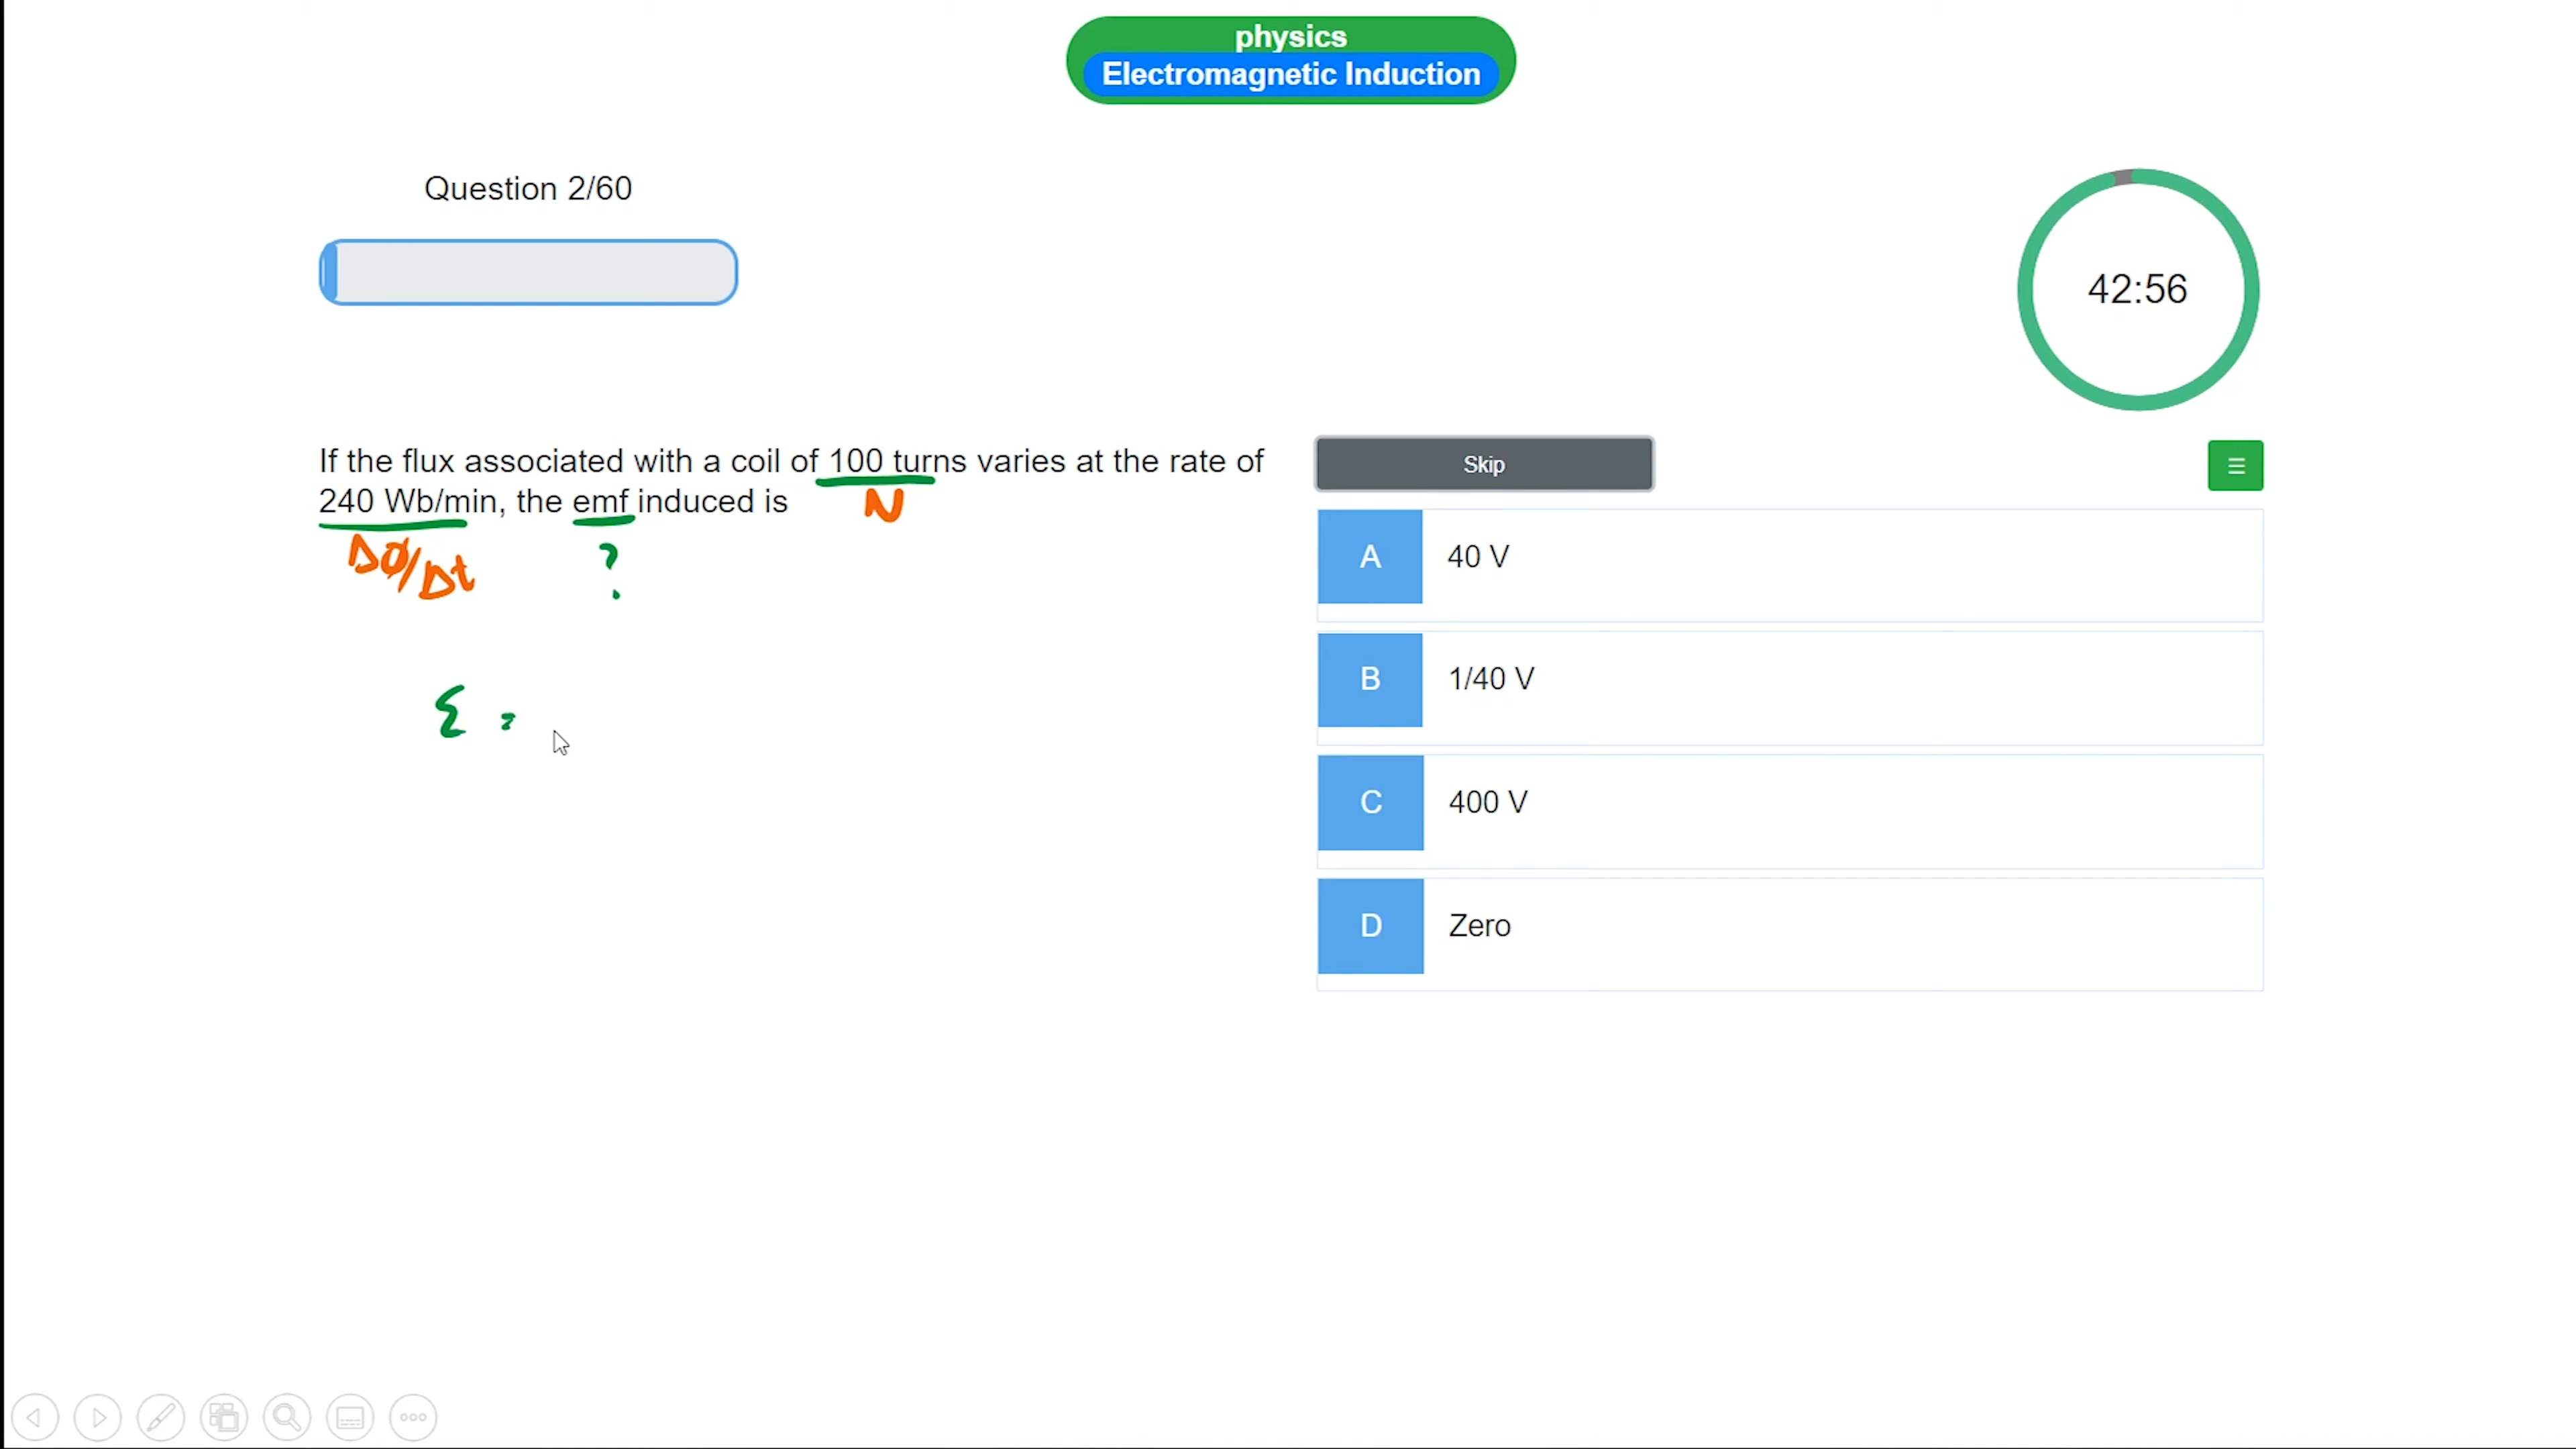 physics
Electromagnetic Induction
Question 2/60
42:56
If the flux associated with a coil of 100 turns varies at the rate of
240 Wb/min, the emf induced is
N
Δϕ/Δt
?
Ɛ =
Skip
☰
A 40 V
B 1/40 V
C 400 V
D Zero